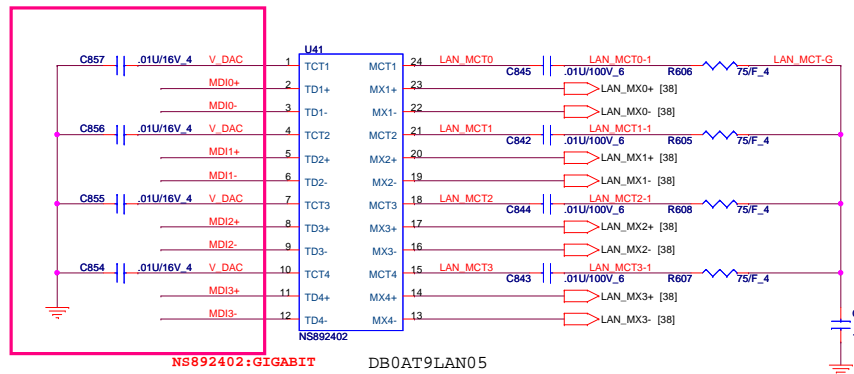 U41
C857 .01U/16V_4 V_DAC 1 TCT1 MCT1 24 LAN_MCT0 C845 .01U/100V_6 LAN_MCT0-1 R606 75/F_4 LAN_MCT-G
MDI0+ 2 TD1+ MX1+ 23 LAN_MX0+ [38]
MDI0- 3 TD1- MX1- 22 LAN_MX0- [38]
C856 .01U/16V_4 V_DAC 4 TCT2 MCT2 21 LAN_MCT1 C842 .01U/100V_6 LAN_MCT1-1 R605 75/F_4
MDI1+ 5 TD2+ MX2+ 20 LAN_MX1+ [38]
MDI1- 6 TD2- MX2- 19 LAN_MX1- [38]
C855 .01U/16V_4 V_DAC 7 TCT3 MCT3 18 LAN_MCT2 C844 .01U/100V_6 LAN_MCT2-1 R608 75/F_4
MDI2+ 8 TD3+ MX3+ 17 LAN_MX2+ [38]
MDI2- 9 TD3- MX3- 16 LAN_MX2- [38]
C854 .01U/16V_4 V_DAC 10 TCT4 MCT4 15 LAN_MCT3 C843 .01U/100V_6 LAN_MCT3-1 R607 75/F_4
MDI3+ 11 TD4+ MX4+ 14 LAN_MX3+ [38]
MDI3- 12 TD4- MX4- 13 LAN_MX3- [38]
NS892402
NS892402:GIGABIT DB0AT9LAN05